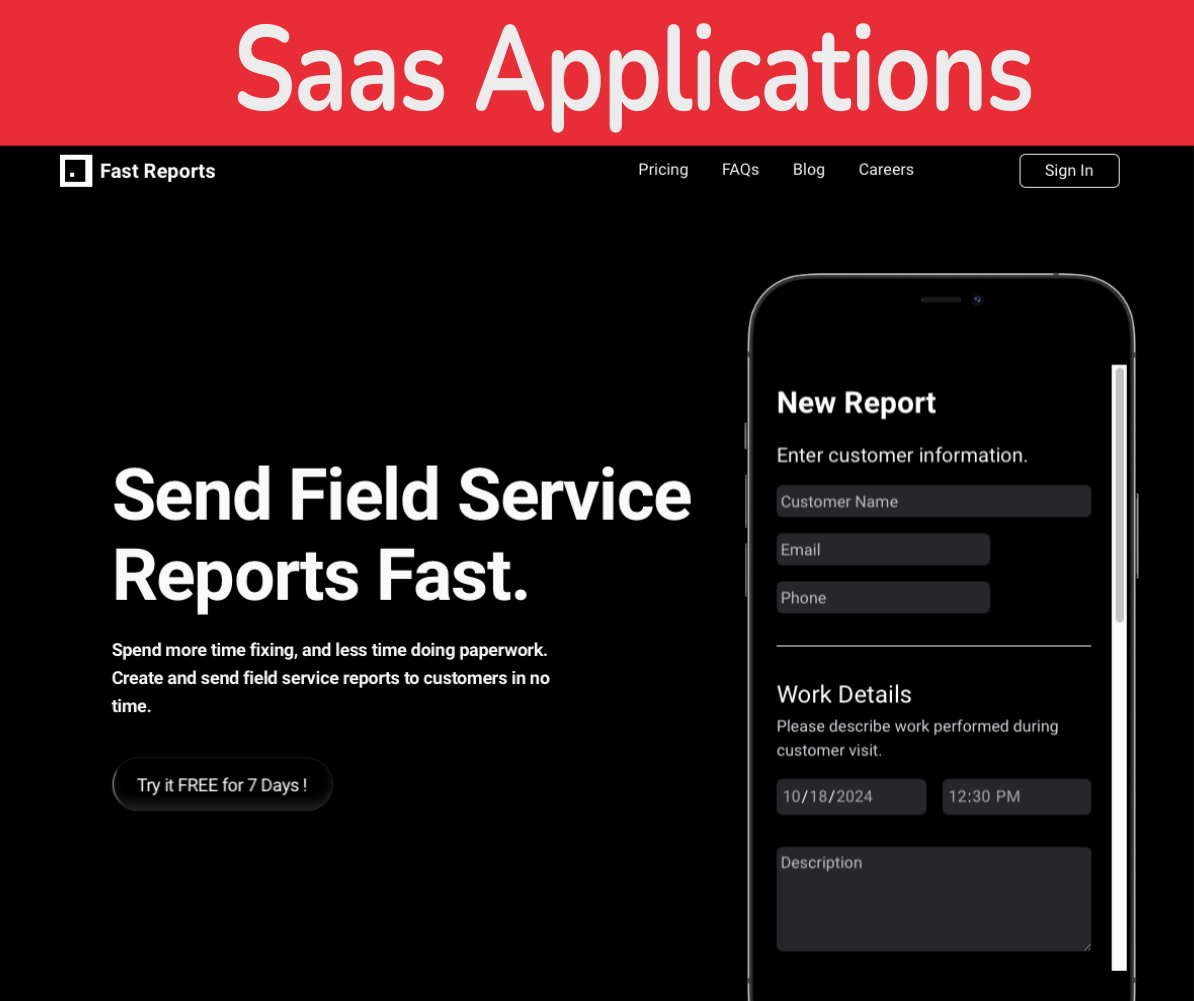 Saas Applications
Fast Reports
Pricing FAQs Blog Careers Sign In
Send Field Service
Reports Fast.
Spend more time fixing, and less time doing paperwork.
Create and send field service reports to customers in no
time.
Try it FREE for 7 Days !
New Report
Enter customer information.
Customer Name
Email
Phone
Work Details
Please describe work performed during
customer visit.
10/18/2024 12:30 PM
Description